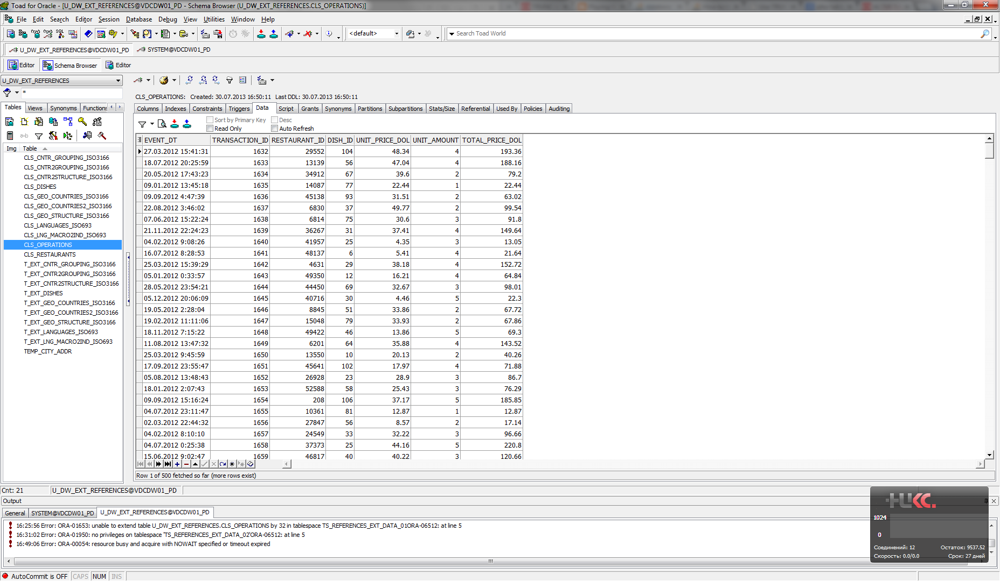 Toad for Oracle - [U_DW_EXT_REFERENCES@VDCDW01_PD - Schema Browser (U_DW_EXT_REFERENCES.CLS_OPERATIONS)]
File Edit Search Editor Session Database Debug View Utilities Window Help
<default> Search Toad World
U_DW_EXT_REFERENCES@VDCDW01_PD SYSTEM@VDCDW01_PD
Editor Schema Browser Editor
U_DW_EXT_REFERENCES
*
CLS_OPERATIONS: Created: 30.07.2013 16:50:11 Last DDL: 30.07.2013 16:50:11
Tables Views Synonyms Functions
Columns Indexes Constraints Triggers Data Script Grants Synonyms Partitions Subpartitions Stats/Size Referential Used By Policies Auditing
Sort by Primary Key Desc
Read Only Auto Refresh
Img Table
CLS_CNTR_GROUPING_ISO3166
CLS_CNTR2GROUPING_ISO3166
CLS_CNTR2STRUCTURE_ISO3166
CLS_DISHES
CLS_GEO_COUNTRIES_ISO3166
CLS_GEO_COUNTRIES2_ISO3166
CLS_GEO_STRUCTURE_ISO3166
CLS_LANGUAGES_ISO693
CLS_LNG_MACRO2IND_ISO693
CLS_OPERATIONS
CLS_RESTAURANTS
T_EXT_CNTR_GROUPING_ISO3166
T_EXT_CNTR2GROUPING_ISO3166
T_EXT_CNTR2STRUCTURE_ISO3166
T_EXT_DISHES
T_EXT_GEO_COUNTRIES_ISO3166
T_EXT_GEO_COUNTRIES2_ISO3166
T_EXT_GEO_STRUCTURE_ISO3166
T_EXT_LANGUAGES_ISO693
T_EXT_LNG_MACRO2IND_ISO693
TEMP_CITY_ADDR
EVENT_DT TRANSACTION_ID RESTAURANT_ID DISH_ID UNIT_PRICE_DOL UNIT_AMOUNT TOTAL_PRICE_DOL
27.03.2012 15:41:31 1632 29552 104 48.34 4 193.36
18.07.2012 20:25:59 1633 13139 56 47.04 4 188.16
20.05.2012 17:43:23 1634 34912 67 39.6 2 79.2
09.01.2012 13:45:18 1635 14087 77 22.44 1 22.44
09.09.2012 4:47:39 1636 45138 93 31.51 2 63.02
22.08.2012 3:46:02 1637 6830 37 49.77 2 99.54
07.06.2012 15:22:24 1638 6814 75 30.6 3 91.8
21.11.2012 22:24:23 1639 36267 31 37.41 4 149.64
04.02.2012 9:08:26 1640 41957 25 4.35 3 13.05
16.07.2012 8:28:53 1641 48137 6 5.41 4 21.64
25.03.2012 15:39:29 1642 4631 29 38.18 4 152.72
05.01.2012 0:33:57 1643 49350 12 16.21 4 64.84
28.05.2012 23:54:21 1644 44450 69 32.67 3 98.01
05.12.2012 20:06:09 1645 40716 30 4.46 5 22.3
19.05.2012 2:28:04 1646 8845 51 33.86 2 67.72
19.02.2012 11:11:06 1647 15048 79 33.93 2 67.86
18.11.2012 7:15:22 1648 49422 46 13.86 5 69.3
11.08.2012 13:47:32 1649 6201 64 35.88 4 143.52
25.03.2012 9:45:59 1650 13550 10 20.13 2 40.26
17.09.2012 23:55:47 1651 45641 102 17.97 4 71.88
05.08.2012 13:48:43 1652 26928 23 28.9 3 86.7
18.01.2012 2:07:43 1653 52588 58 25.43 3 76.29
09.09.2012 15:16:24 1654 208 106 37.17 5 185.85
04.07.2012 23:11:47 1655 10361 81 12.87 1 12.87
02.03.2012 22:44:32 1656 27847 56 8.57 2 17.14
04.02.2012 8:10:10 1657 24549 33 32.22 3 96.66
04.07.2012 0:25:38 1658 37373 25 44.16 5 220.8
15.06.2012 9:02:47 1659 46817 40 40.22 3 120.66
Row 1 of 500 fetched so far (more rows exist)
Cnt: 21 U_DW_EXT_REFERENCES@VDCDW01_PD
Output
General SYSTEM@VDCDW01_PD U_DW_EXT_REFERENCES@VDCDW01_PD
16:25:56 Error: ORA-01653: unable to extend table U_DW_EXT_REFERENCES.CLS_OPERATIONS by 32 in tablespace TS_REFERENCES_EXT_DATA_01ORA-06512: at line 5
16:31:02 Error: ORA-01950: no privileges on tablespace 'TS_REFERENCES_EXT_DATA_02'ORA-06512: at line 5
16:49:06 Error: ORA-00054: resource busy and acquire with NOWAIT specified or timeout expired
1024
0
Соединений: 12 Остаток: 9537.52
Скорость: 0.0/0.0 Срок: 27 дней
AutoCommit is OFF CAPS NUM INS